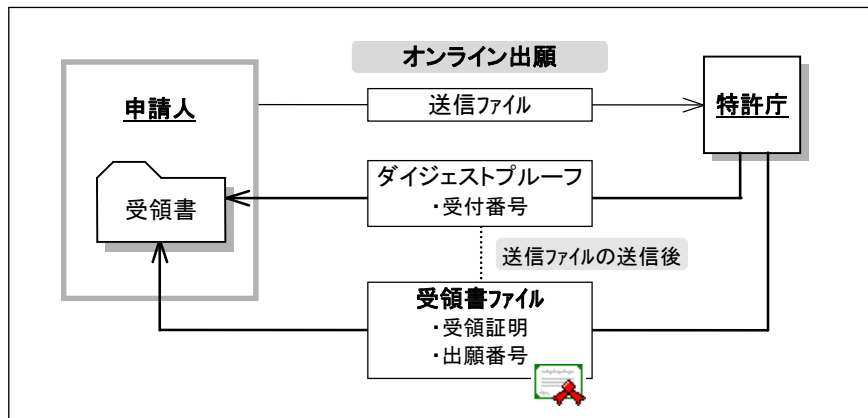 オンライン出願
申請人
送信ファイル
特許庁
ダイジェストプルーフ
・受付番号
受領書
送信ファイルの送信後
受領書ファイル
・受領証明
・出願番号